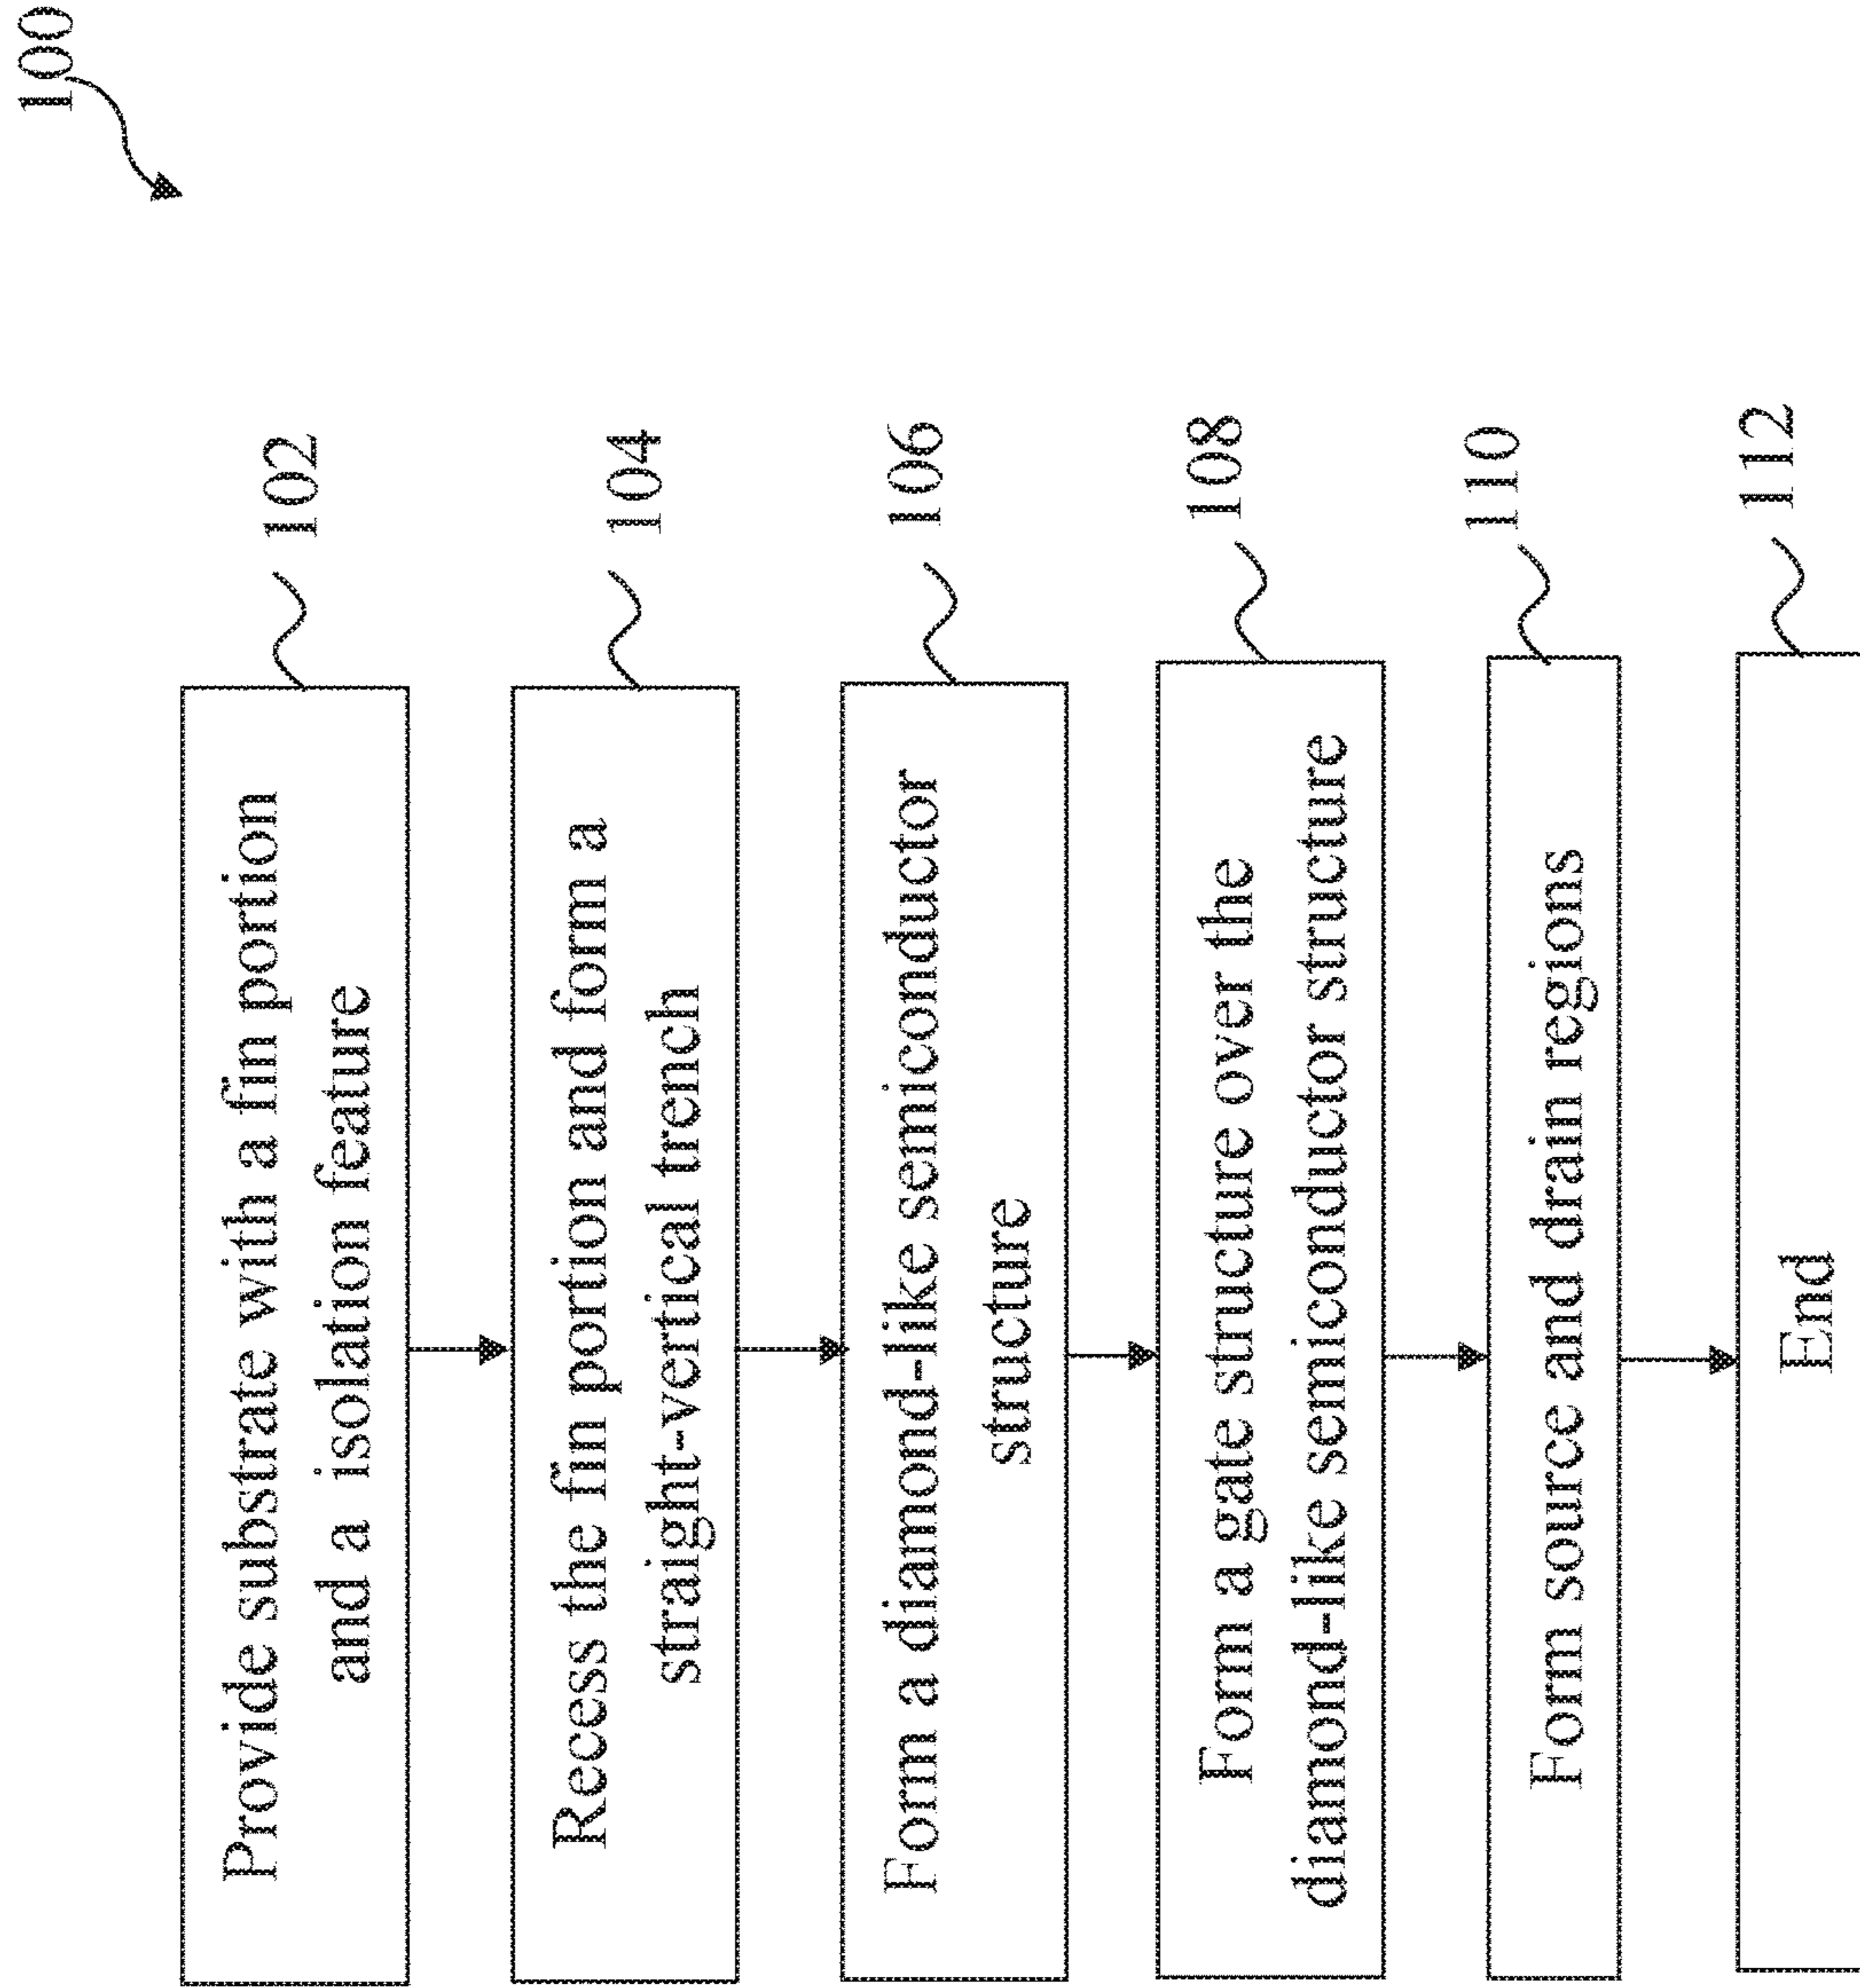 100
Provide substrate with a fin portion
and a isolation feature
102
Recess the fin portion and form a
straight-vertical trench
104
Form a diamond-like semiconductor
structure
106
Form a gate structure over the
diamond-like semiconductor structure
108
Form source and drain regions
110
End
112